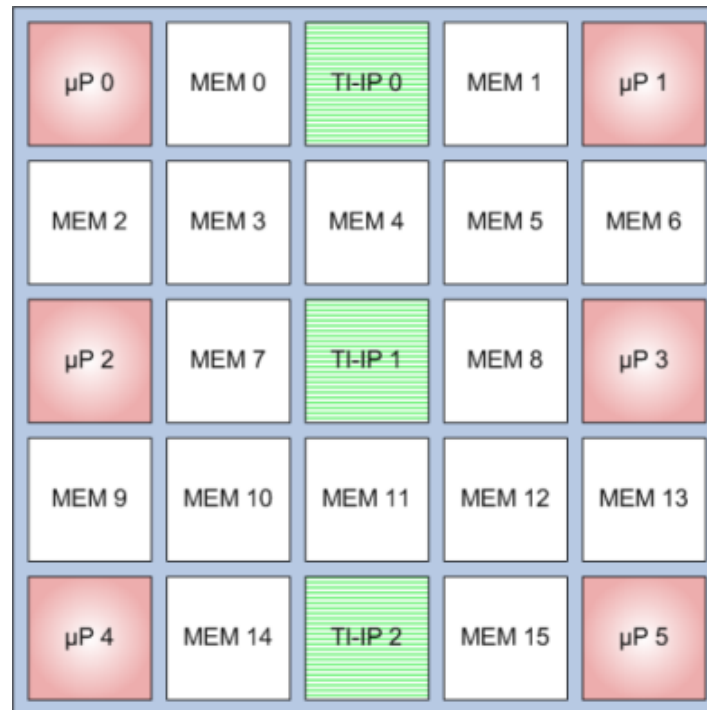 µP 0 MEM 0 TI-IP 0 MEM 1 µP 1
MEM 2 MEM 3 MEM 4 MEM 5 MEM 6
µP 2 MEM 7 TI-IP 1 MEM 8 µP 3
MEM 9 MEM 10 MEM 11 MEM 12 MEM 13
µP 4 MEM 14 TI-IP 2 MEM 15 µP 5